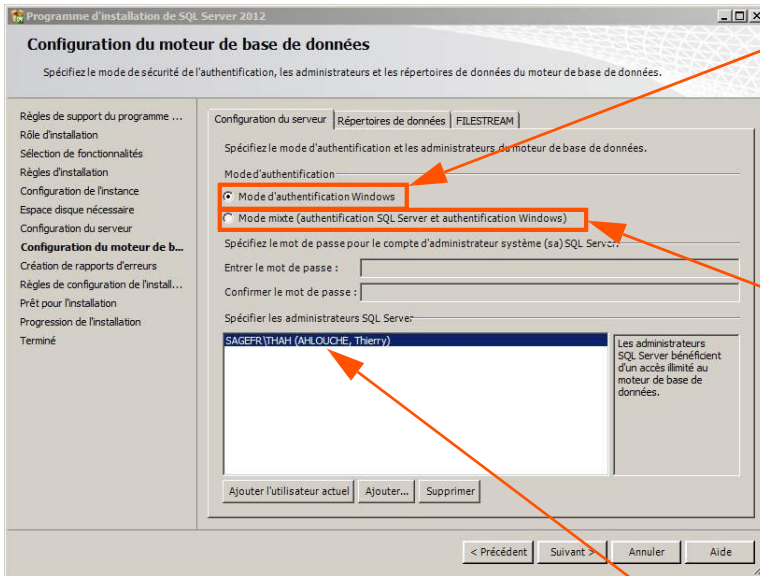 Programme d'installation de SQL Server 2012
Configuration du moteur de base de données
Spécifiez le mode de sécurité de l'authentification, les administrateurs et les répertoires de données du moteur de base de données.
Règles de support du programme ...
Rôle d'installation
Sélection de fonctionnalités
Règles d'installation
Configuration de l'instance
Espace disque nécessaire
Configuration du serveur
Configuration du moteur de b...
Création de rapports d'erreurs
Règles de configuration de l'install...
Prêt pour l'installation
Progression de l'installation
Terminé
Configuration du serveur Répertoires de données FILESTREAM
Spécifiez le mode d'authentification et les administrateurs du moteur de base de données.
Mode d'authentification
Mode d'authentification Windows
Mode mixte (authentification SQL Server et authentification Windows)
Spécifiez le mot de passe pour le compte d'administrateur système (sa) SQL Server.
Entrer le mot de passe :
Confirmer le mot de passe :
Spécifier les administrateurs SQL Server
SAGEFR\THAH (AHLOUCHE, Thierry)
Les administrateurs
SQL Server bénéficient
d'un accès illimité au
moteur de base de
données.
Ajouter l'utilisateur actuel Ajouter... Supprimer
< Précédent Suivant > Annuler Aide